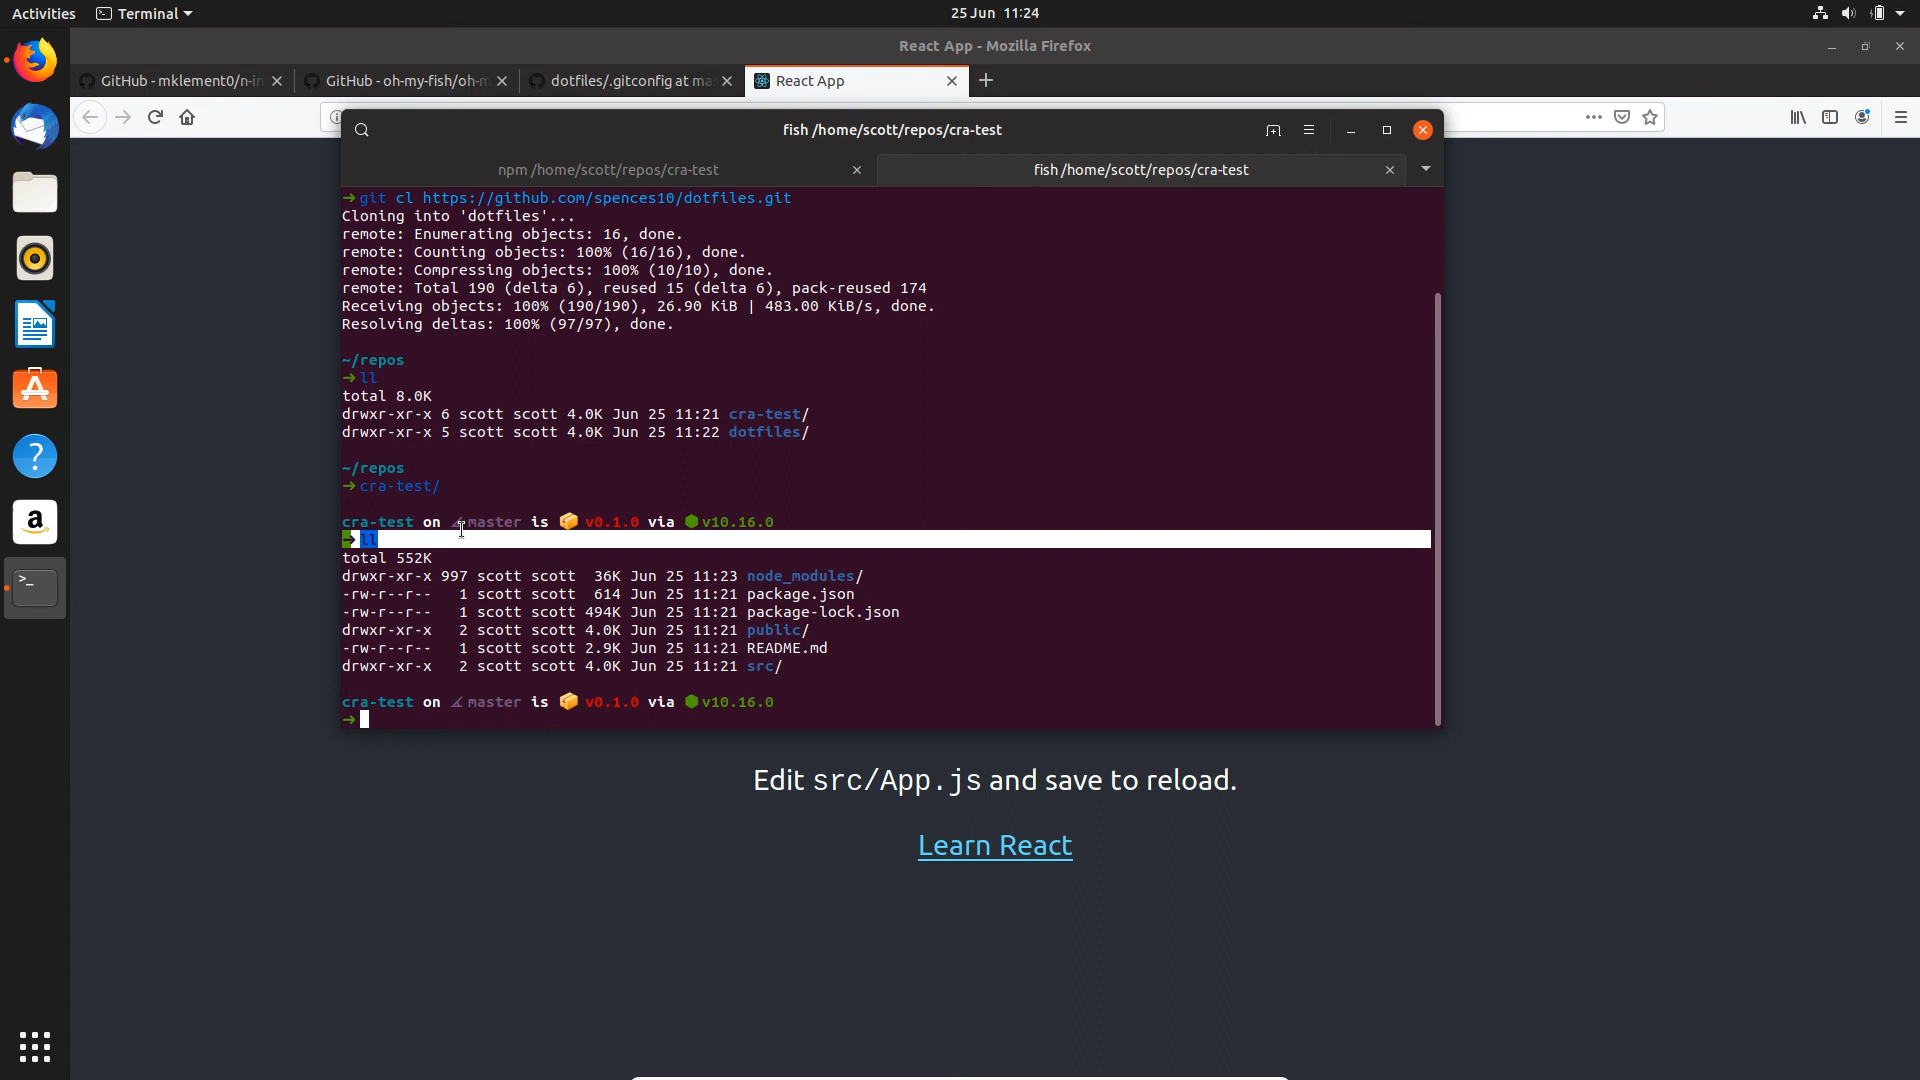 Activities Terminal 25 Jun 11:24
React App - Mozilla Firefox
GitHub - mklement0/n-in GitHub - oh-my-fish/oh-m dotfiles/.gitconfig at ma React App
fish /home/scott/repos/cra-test
npm /home/scott/repos/cra-test fish /home/scott/repos/cra-test
→ git cl https://github.com/spences10/dotfiles.git
Cloning into 'dotfiles'...
remote: Enumerating objects: 16, done.
remote: Counting objects: 100% (16/16), done.
remote: Compressing objects: 100% (10/10), done.
remote: Total 190 (delta 6), reused 15 (delta 6), pack-reused 174
Receiving objects: 100% (190/190), 26.90 KiB | 483.00 KiB/s, done.
Resolving deltas: 100% (97/97), done.
~/repos
→ ll
total 8.0K
drwxr-xr-x 6 scott scott 4.0K Jun 25 11:21 cra-test/
drwxr-xr-x 5 scott scott 4.0K Jun 25 11:22 dotfiles/
~/repos
→ cra-test/
cra-test on master is 📦 v0.1.0 via ⬢ v10.16.0
→ ll
total 552K
drwxr-xr-x 997 scott scott 36K Jun 25 11:23 node_modules/
-rw-r--r-- 1 scott scott 614 Jun 25 11:21 package.json
-rw-r--r-- 1 scott scott 494K Jun 25 11:21 package-lock.json
drwxr-xr-x 2 scott scott 4.0K Jun 25 11:21 public/
-rw-r--r-- 1 scott scott 2.9K Jun 25 11:21 README.md
drwxr-xr-x 2 scott scott 4.0K Jun 25 11:21 src/
cra-test on master is 📦 v0.1.0 via ⬢ v10.16.0
→
Edit src/App.js and save to reload.
Learn React